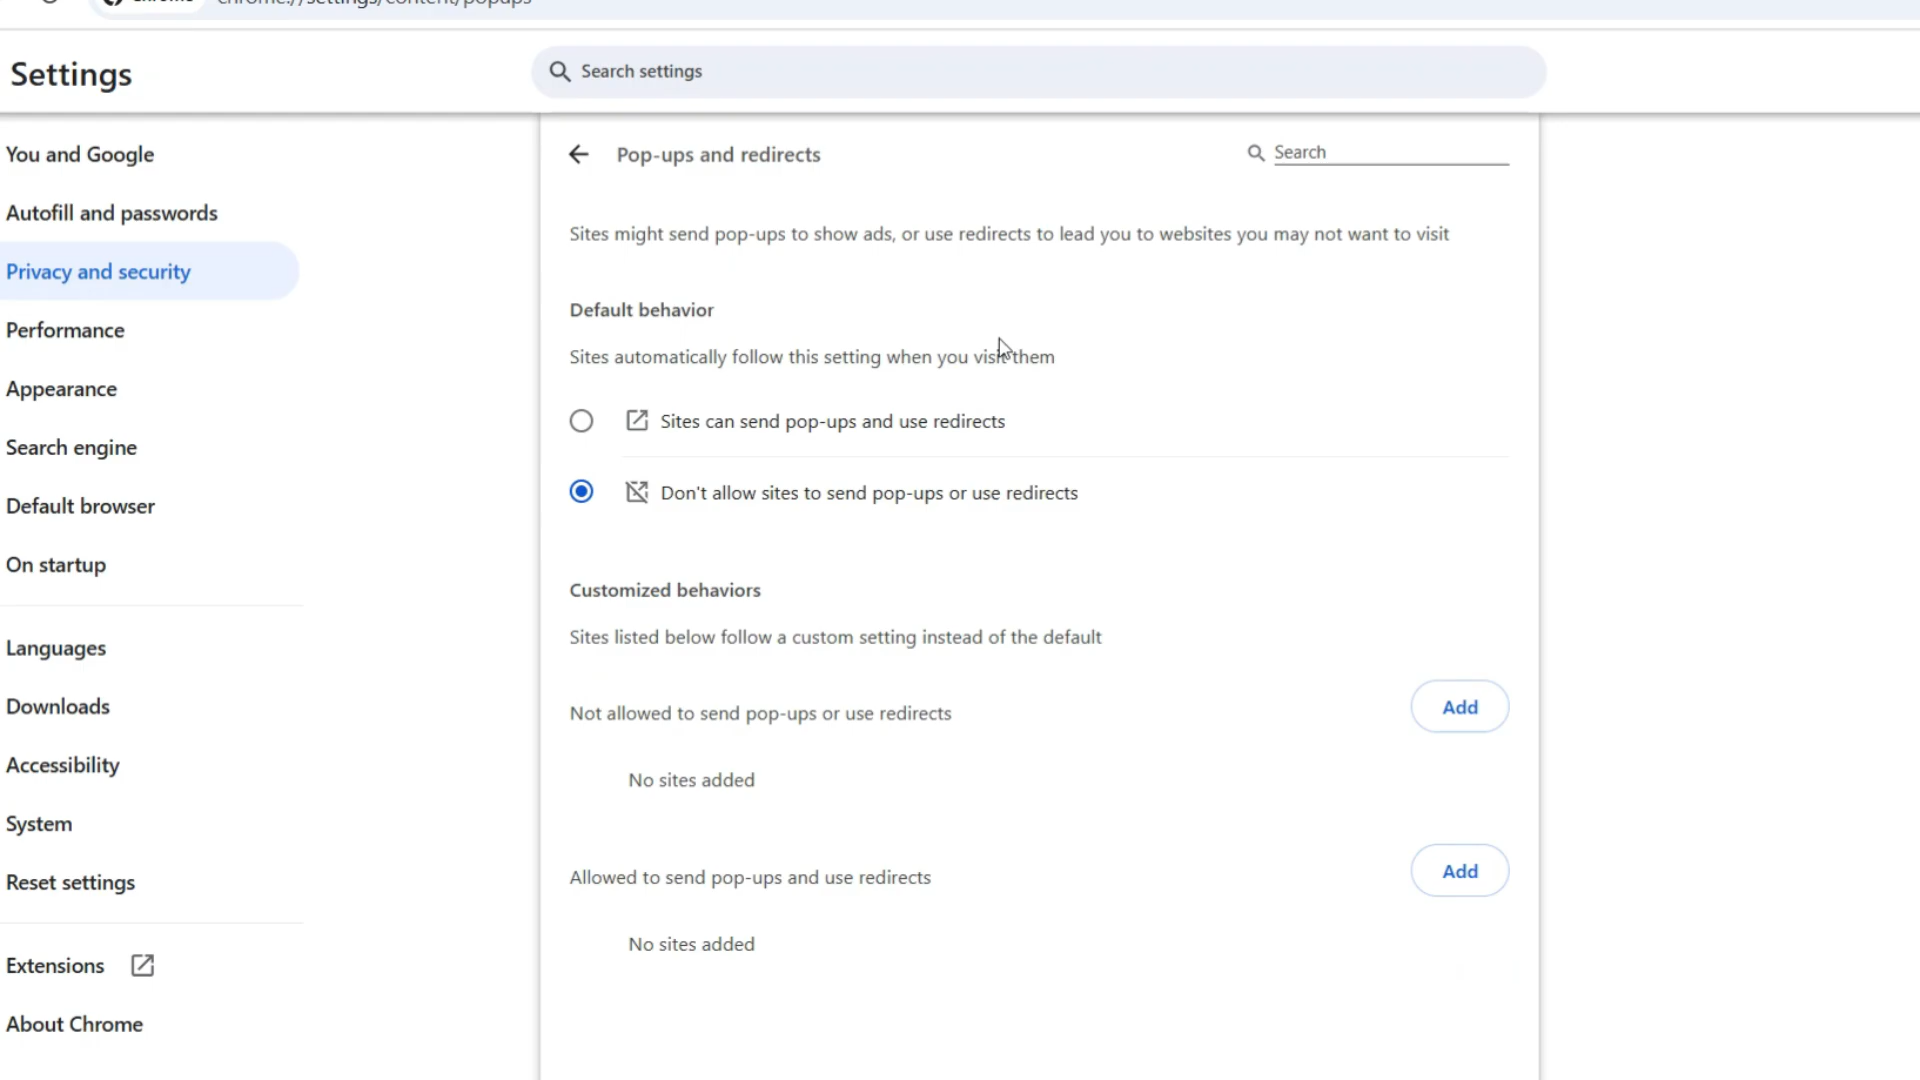 chrome://settings/content/popups
Settings
Search settings
You and Google
Autofill and passwords
Privacy and security
Performance
Appearance
Search engine
Default browser
On startup
Languages
Downloads
Accessibility
System
Reset settings
Extensions
About Chrome
Pop-ups and redirects
Search
Sites might send pop-ups to show ads, or use redirects to lead you to websites you may not want to visit
Default behavior
Sites automatically follow this setting when you visit them
Sites can send pop-ups and use redirects
Don't allow sites to send pop-ups or use redirects
Customized behaviors
Sites listed below follow a custom setting instead of the default
Not allowed to send pop-ups or use redirects
Add
No sites added
Allowed to send pop-ups and use redirects
Add
No sites added